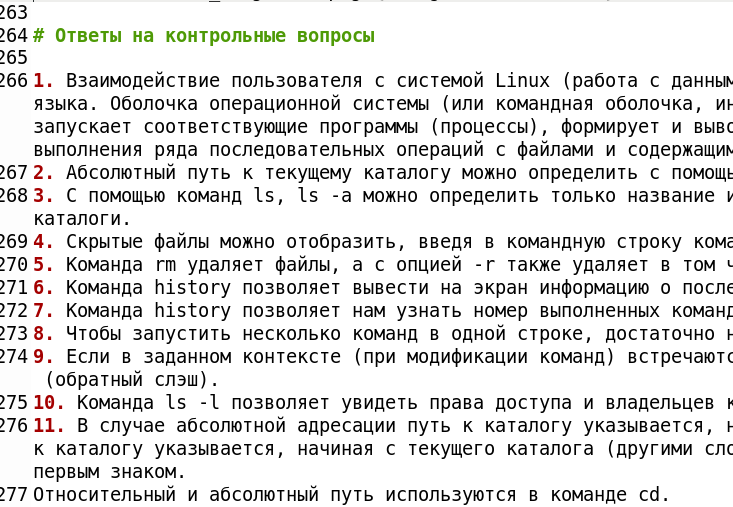 263
264 # Ответы на контрольные вопросы
265
266 1. Взаимодействие пользователя с системой Linux (работа с данным
языка. Оболочка операционной системы (или командная оболочка, ин
запускает соответствующие программы (процессы), формирует и выво
выполнения ряда последовательных операций с файлами и содержащим
267 2. Абсолютный путь к текущему каталогу можно определить с помощь
268 3. С помощью команд ls, ls -a можно определить только название и
каталоги.
269 4. Скрытые файлы можно отобразить, введя в командную строку кома
270 5. Команда rm удаляет файлы, а с опцией -r также удаляет в том ч
271 6. Команда history позволяет вывести на экран информацию о после
272 7. Команда history позволяет нам узнать номер выполненных команд
273 8. Чтобы запустить несколько команд в одной строке, достаточно н
274 9. Если в заданном контексте (при модификации команд) встречаютс
(обратный слэш).
275 10. Команда ls -l позволяет увидеть права доступа и владельцев к
276 11. В случае абсолютной адресации путь к каталогу указывается, н
к каталогу указывается, начиная с текущего каталога (другими сло
первым знаком.
277 Относительный и абсолютный путь используются в команде cd.